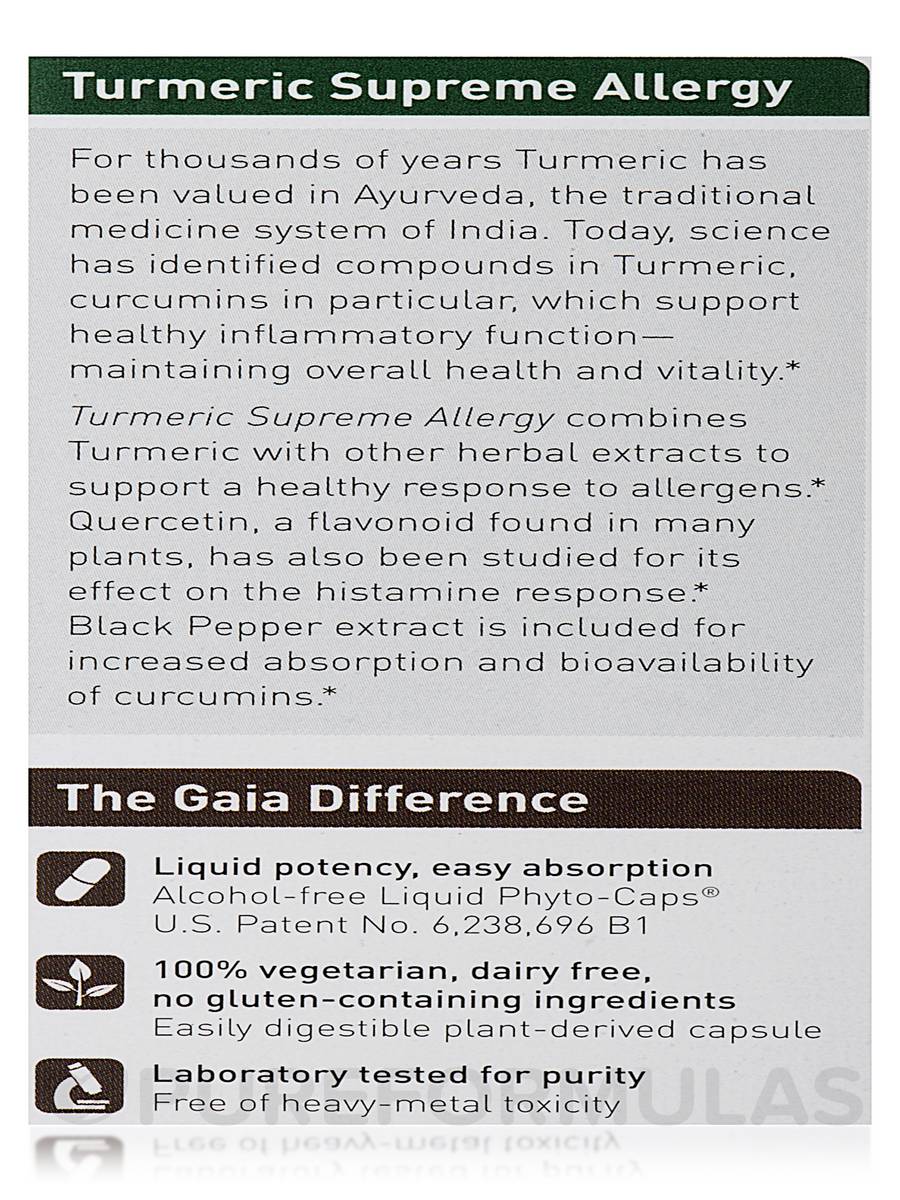 Turmeric Supreme Allergy
For thousands of years Turmeric has
been valued in Ayurveda, the traditional
medicine system of India. Today, science
has identified compounds in Turmeric,
curcumins in particular, which support
healthy inflammatory function—
maintaining overall health and vitality.*
Turmeric Supreme Allergy combines
Turmeric with other herbal extracts to
support a healthy response to allergens.*
Quercetin, a flavonoid found in many
plants, has also been studied for its
effect on the histamine response.*
Black Pepper extract is included for
increased absorption and bioavailability
of curcumins.*
The Gaia Difference
Liquid potency, easy absorption
Alcohol-free Liquid Phyto-Caps®
U.S. Patent No. 6,238,696 B1
100% vegetarian, dairy free,
no gluten-containing ingredients
Easily digestible plant-derived capsule
Laboratory tested for purity
Free of heavy-metal toxicity
PUREFORMULAS